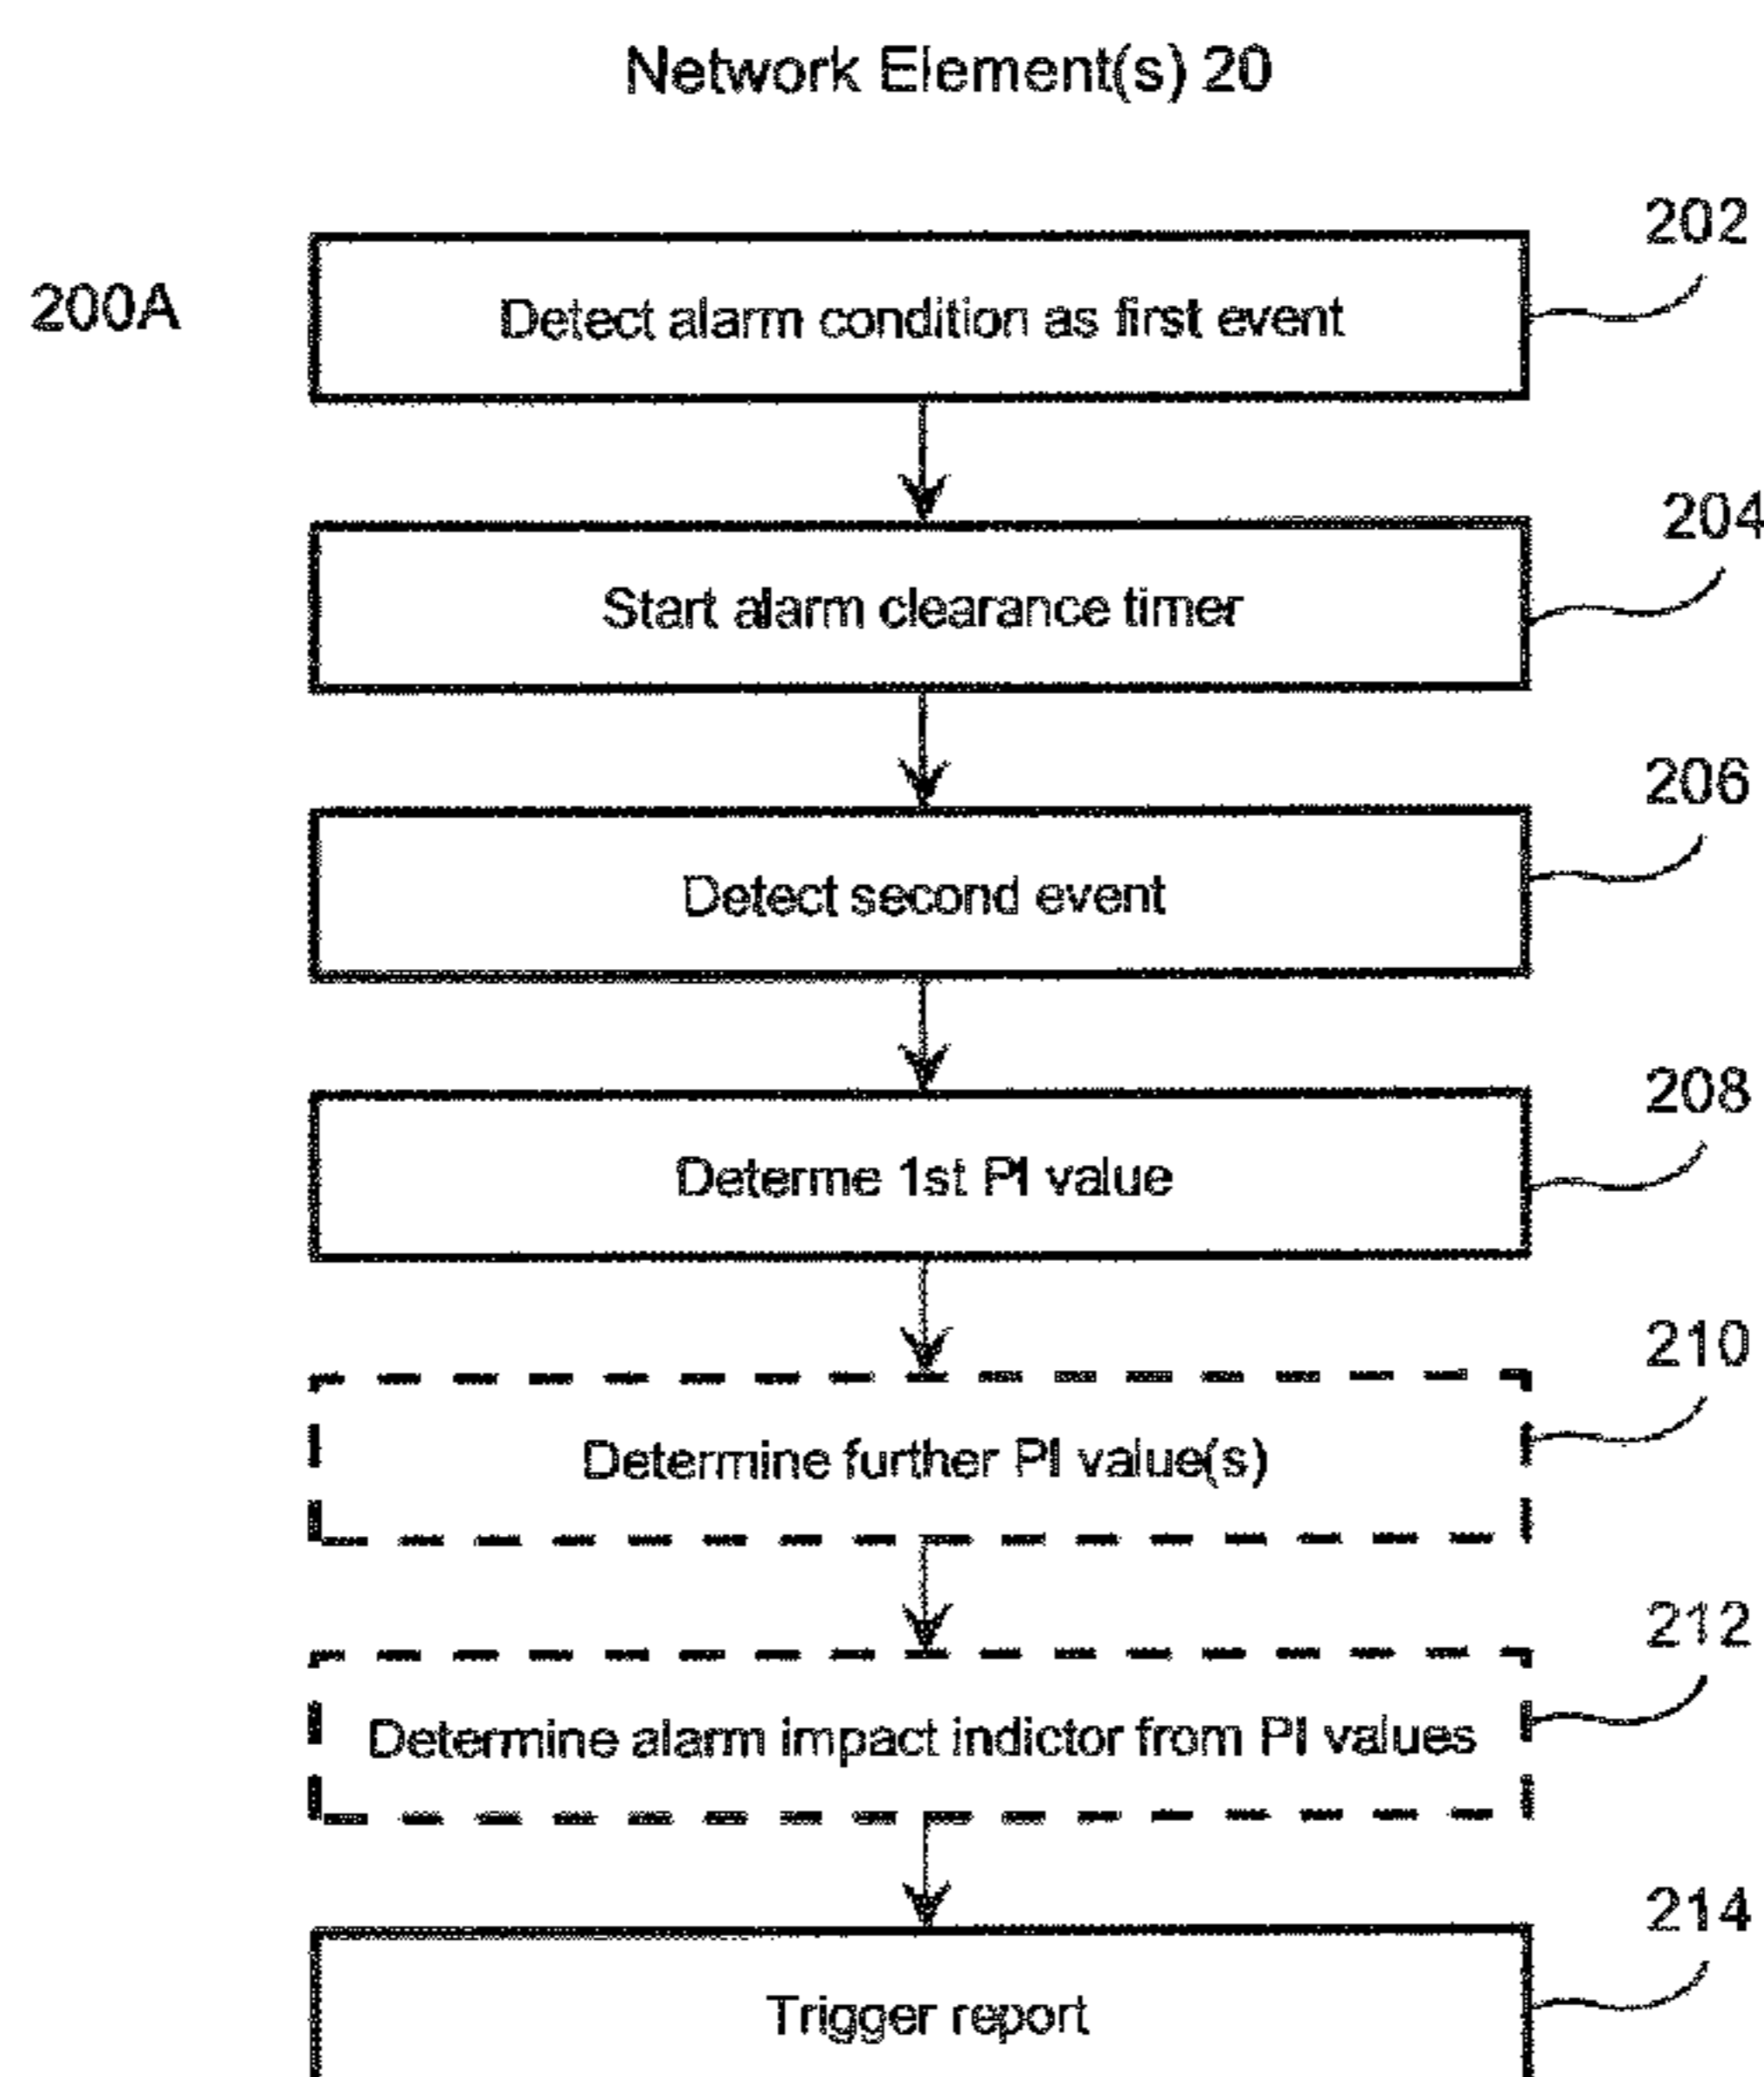 Network Element(s) 20
202
200A
Detect alarm condition as first event
204
Start alarm clearance timer
206
Detect second event
208
Determe 1st PI value
210
Determine further PI value(s)
212
Determine alarm impact indictor from PI values
214
Trigger report